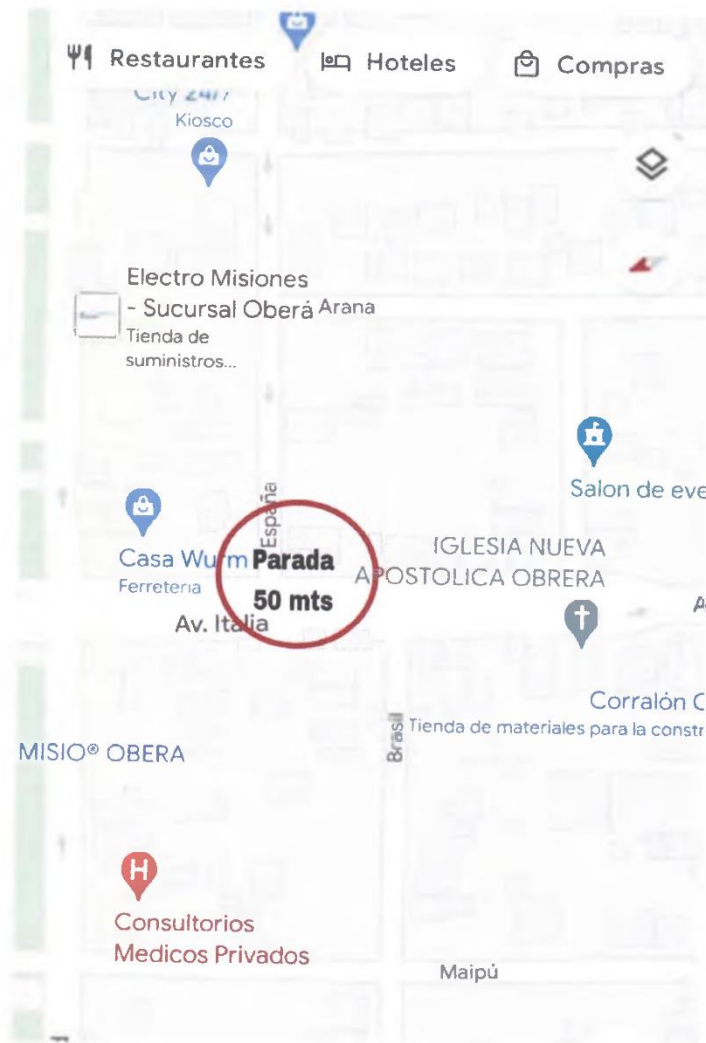 Restaurantes
Hoteles
Compras
City 24/7
Kiosco
Electro Misiones
- Sucursal Oberá
Arana
Tienda de
suministros...
España
Salon de eve
Casa Wurm
Ferretería
Parada
50 mts
IGLESIA NUEVA
APOSTOLICA OBRERA
Av. Italia
A
Corralón C
Tienda de materiales para la constr
Brasil
MISIO® OBERA
H
Consultorios
Medicos Privados
Maipú